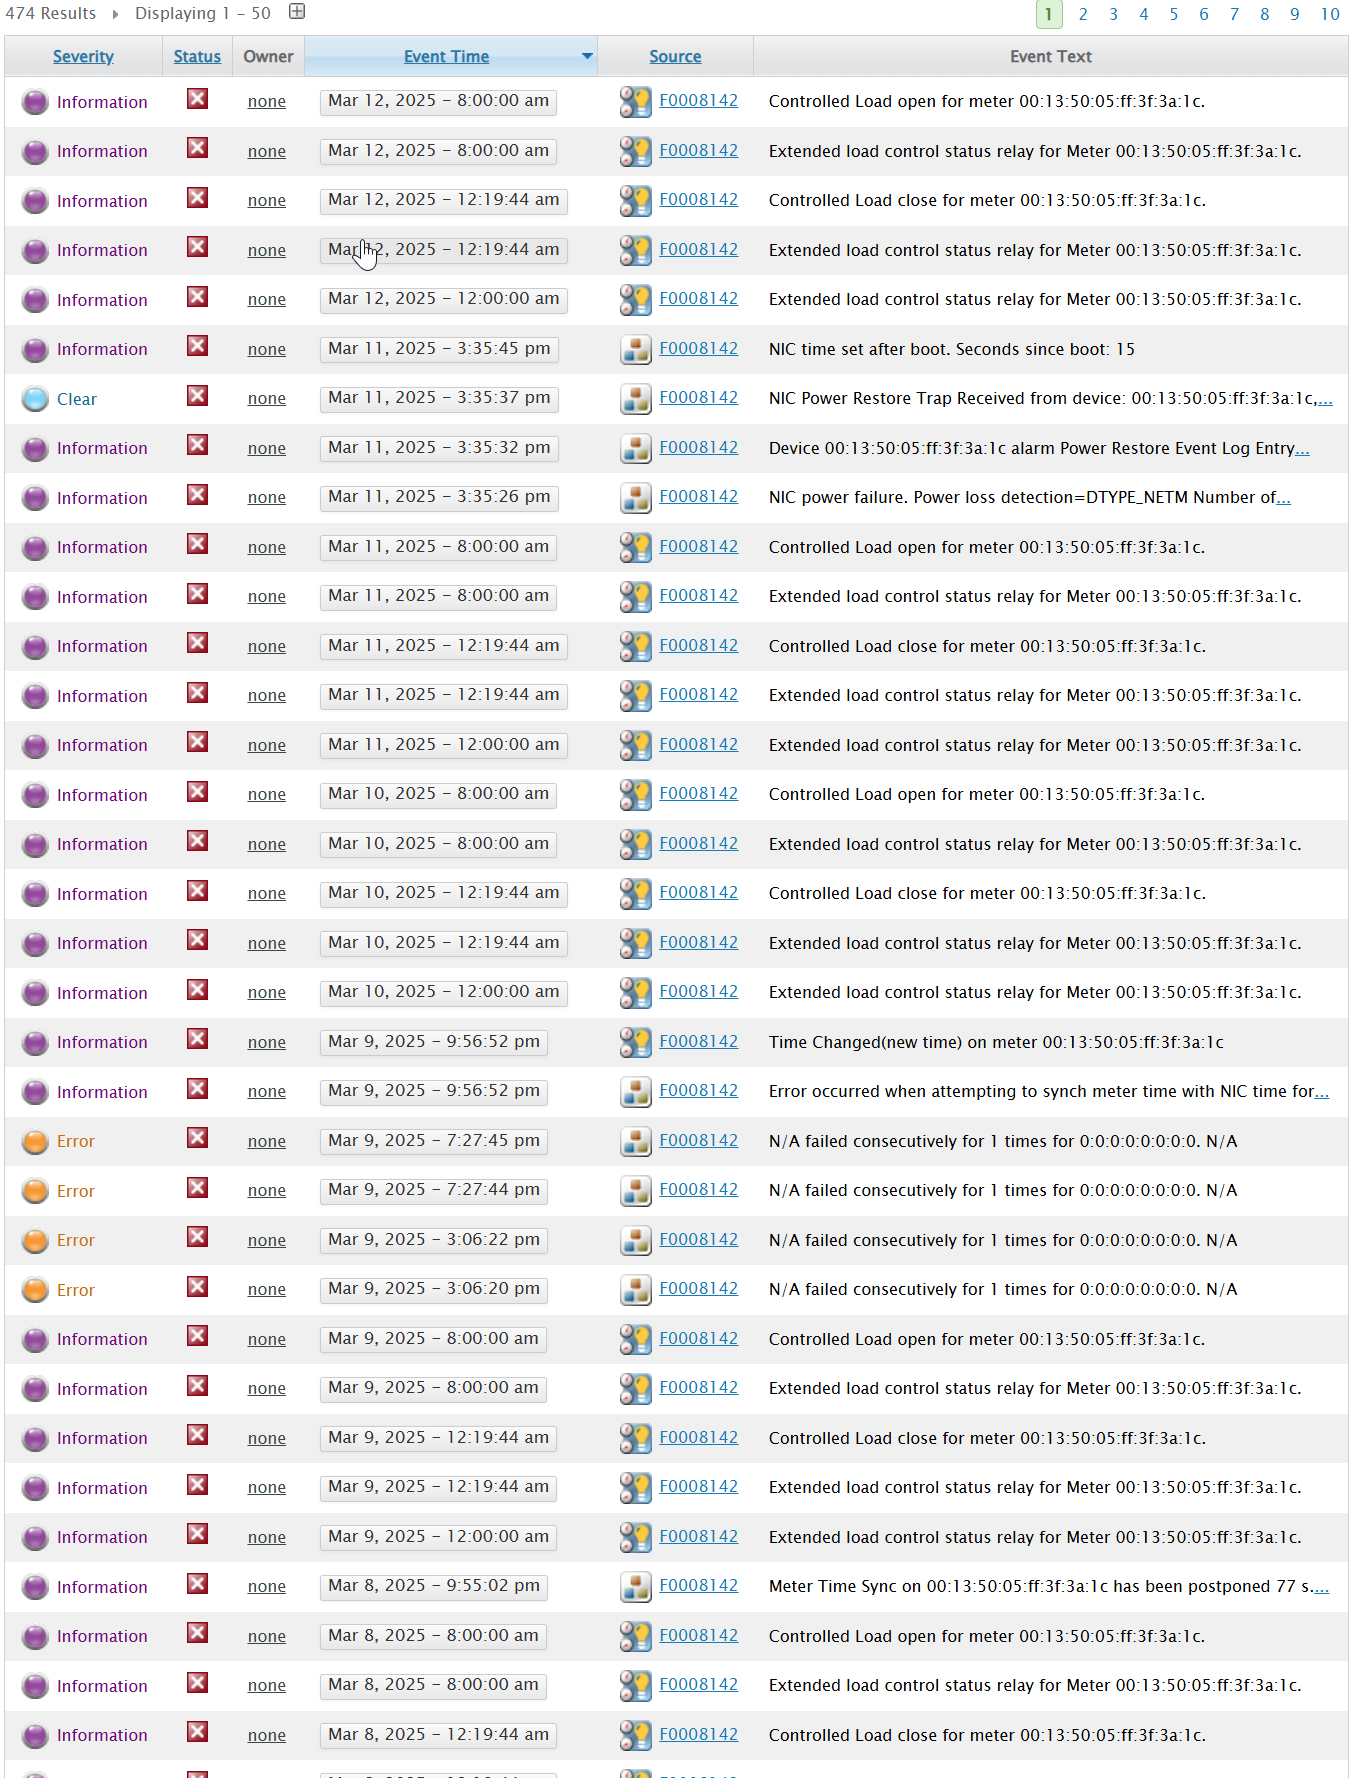 474 Results Displaying 1 – 50 1 2 3 4 5 6 7 8 9 10
Severity Status Owner Event Time Source Event Text
Information none Mar 12, 2025 – 8:00:00 am F0008142 Controlled Load open for meter 00:13:50:05:ff:3f:3a:1c.
Information none Mar 12, 2025 – 8:00:00 am F0008142 Extended load control status relay for Meter 00:13:50:05:ff:3f:3a:1c.
Information none Mar 12, 2025 – 12:19:44 am F0008142 Controlled Load close for meter 00:13:50:05:ff:3f:3a:1c.
Information none Mar 12, 2025 – 12:19:44 am F0008142 Extended load control status relay for Meter 00:13:50:05:ff:3f:3a:1c.
Information none Mar 12, 2025 – 12:00:00 am F0008142 Extended load control status relay for Meter 00:13:50:05:ff:3f:3a:1c.
Information none Mar 11, 2025 – 3:35:45 pm F0008142 NIC time set after boot. Seconds since boot: 15
Clear none Mar 11, 2025 – 3:35:37 pm F0008142 NIC Power Restore Trap Received from device: 00:13:50:05:ff:3f:3a:1c,...
Information none Mar 11, 2025 – 3:35:32 pm F0008142 Device 00:13:50:05:ff:3f:3a:1c alarm Power Restore Event Log Entry...
Information none Mar 11, 2025 – 3:35:26 pm F0008142 NIC power failure. Power loss detection=DTYPE_NETM Number of...
Information none Mar 11, 2025 – 8:00:00 am F0008142 Controlled Load open for meter 00:13:50:05:ff:3f:3a:1c.
Information none Mar 11, 2025 – 8:00:00 am F0008142 Extended load control status relay for Meter 00:13:50:05:ff:3f:3a:1c.
Information none Mar 11, 2025 – 12:19:44 am F0008142 Controlled Load close for meter 00:13:50:05:ff:3f:3a:1c.
Information none Mar 11, 2025 – 12:19:44 am F0008142 Extended load control status relay for Meter 00:13:50:05:ff:3f:3a:1c.
Information none Mar 11, 2025 – 12:00:00 am F0008142 Extended load control status relay for Meter 00:13:50:05:ff:3f:3a:1c.
Information none Mar 10, 2025 – 8:00:00 am F0008142 Controlled Load open for meter 00:13:50:05:ff:3f:3a:1c.
Information none Mar 10, 2025 – 8:00:00 am F0008142 Extended load control status relay for Meter 00:13:50:05:ff:3f:3a:1c.
Information none Mar 10, 2025 – 12:19:44 am F0008142 Controlled Load close for meter 00:13:50:05:ff:3f:3a:1c.
Information none Mar 10, 2025 – 12:19:44 am F0008142 Extended load control status relay for Meter 00:13:50:05:ff:3f:3a:1c.
Information none Mar 10, 2025 – 12:00:00 am F0008142 Extended load control status relay for Meter 00:13:50:05:ff:3f:3a:1c.
Information none Mar 9, 2025 – 9:56:52 pm F0008142 Time Changed(new time) on meter 00:13:50:05:ff:3f:3a:1c
Information none Mar 9, 2025 – 9:56:52 pm F0008142 Error occurred when attempting to synch meter time with NIC time for...
Error none Mar 9, 2025 – 7:27:45 pm F0008142 N/A failed consecutively for 1 times for 0:0:0:0:0:0:0:0. N/A
Error none Mar 9, 2025 – 7:27:44 pm F0008142 N/A failed consecutively for 1 times for 0:0:0:0:0:0:0:0. N/A
Error none Mar 9, 2025 – 3:06:22 pm F0008142 N/A failed consecutively for 1 times for 0:0:0:0:0:0:0:0. N/A
Error none Mar 9, 2025 – 3:06:20 pm F0008142 N/A failed consecutively for 1 times for 0:0:0:0:0:0:0:0. N/A
Information none Mar 9, 2025 – 8:00:00 am F0008142 Controlled Load open for meter 00:13:50:05:ff:3f:3a:1c.
Information none Mar 9, 2025 – 8:00:00 am F0008142 Extended load control status relay for Meter 00:13:50:05:ff:3f:3a:1c.
Information none Mar 9, 2025 – 12:19:44 am F0008142 Controlled Load close for meter 00:13:50:05:ff:3f:3a:1c.
Information none Mar 9, 2025 – 12:19:44 am F0008142 Extended load control status relay for Meter 00:13:50:05:ff:3f:3a:1c.
Information none Mar 9, 2025 – 12:00:00 am F0008142 Extended load control status relay for Meter 00:13:50:05:ff:3f:3a:1c.
Information none Mar 8, 2025 – 9:55:02 pm F0008142 Meter Time Sync on 00:13:50:05:ff:3f:3a:1c has been postponed 77 s....
Information none Mar 8, 2025 – 8:00:00 am F0008142 Controlled Load open for meter 00:13:50:05:ff:3f:3a:1c.
Information none Mar 8, 2025 – 8:00:00 am F0008142 Extended load control status relay for Meter 00:13:50:05:ff:3f:3a:1c.
Information none Mar 8, 2025 – 12:19:44 am F0008142 Controlled Load close for meter 00:13:50:05:ff:3f:3a:1c.